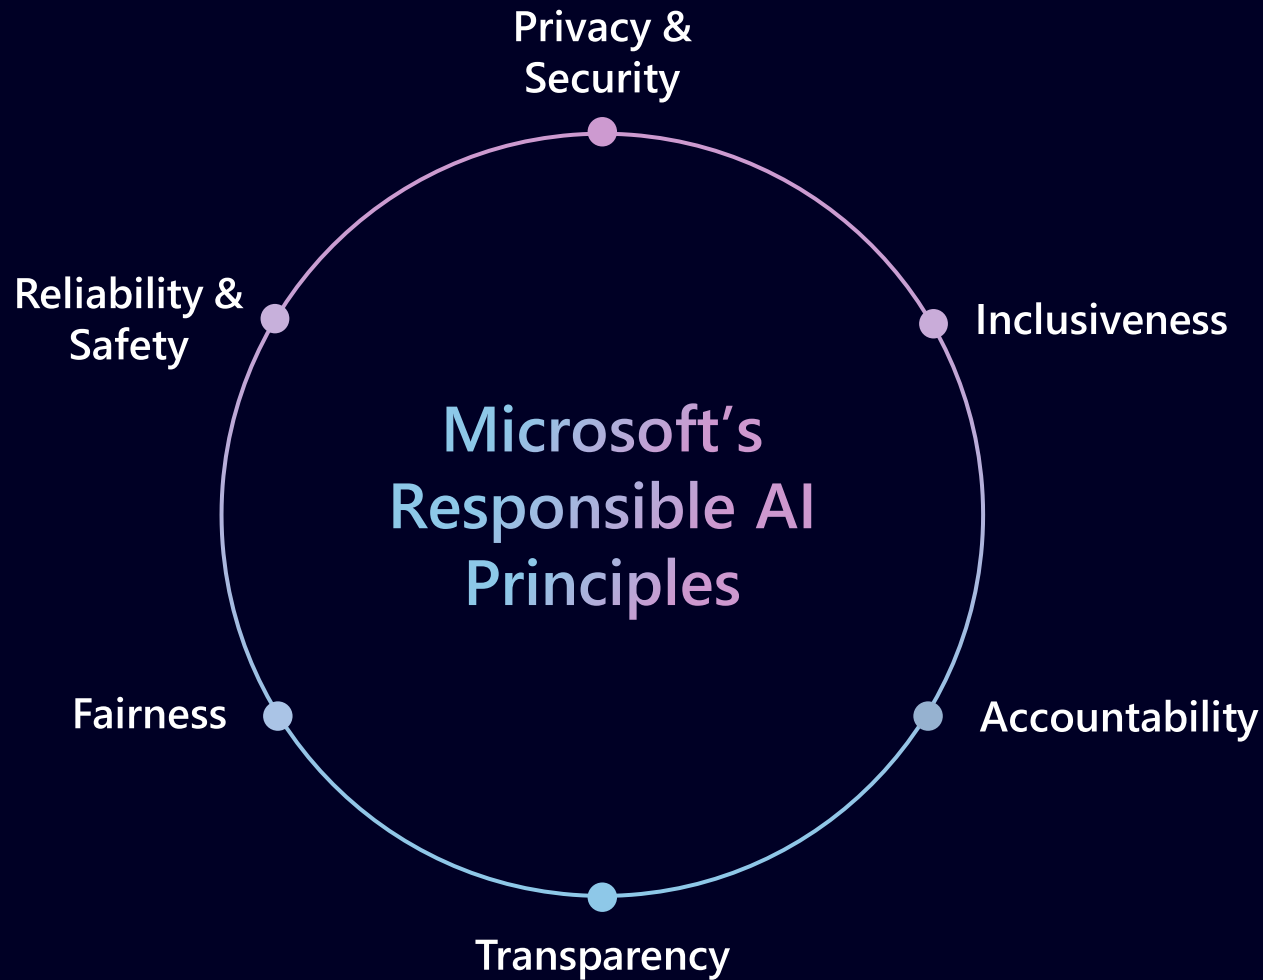 Privacy &
Security
Reliability &
Safety
Inclusiveness
Microsoft’s
Responsible AI
Principles
Fairness
Accountability
Transparency